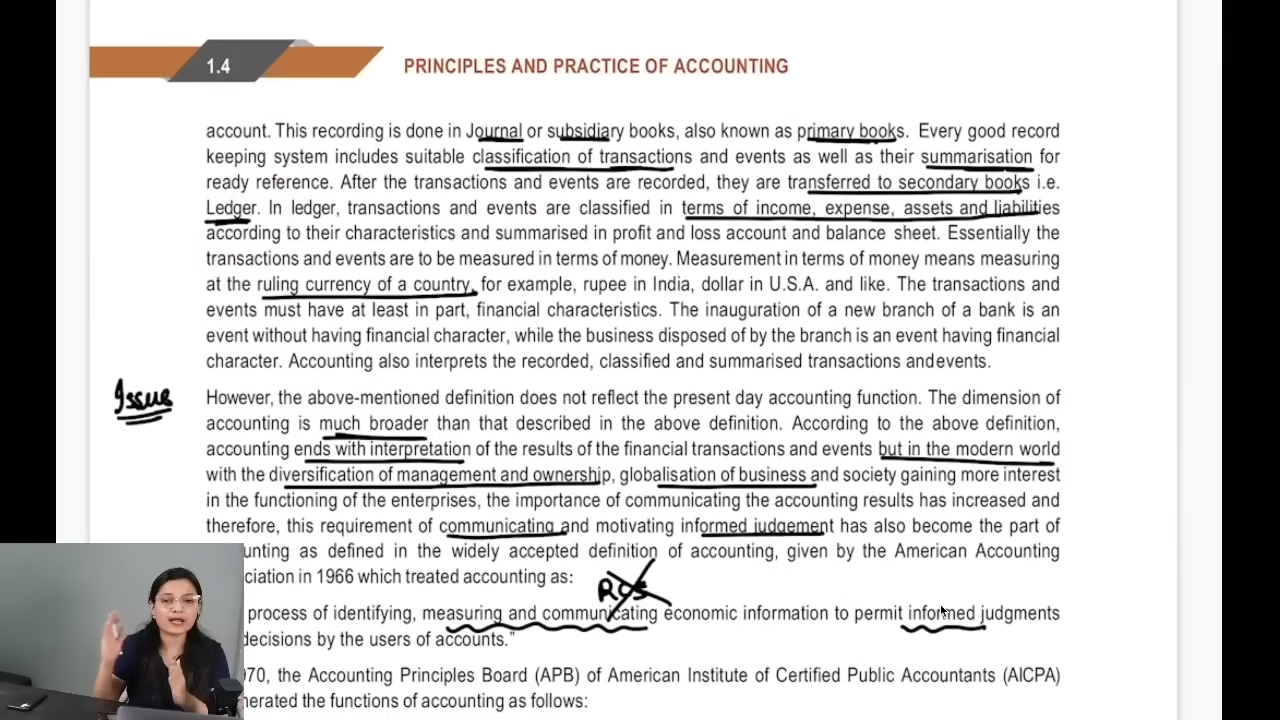 1.4
PRINCIPLES AND PRACTICE OF ACCOUNTING
account. This recording is done in Journal or subsidiary books, also known as primary books. Every good record
keeping system includes suitable classification of transactions and events as well as their summarisation for
ready reference. After the transactions and events are recorded, they are transferred to secondary books i.e.
Ledger. In ledger, transactions and events are classified in terms of income, expense, assets and liabilities
according to their characteristics and summarised in profit and loss account and balance sheet. Essentially the
transactions and events are to be measured in terms of money. Measurement in terms of money means measuring
at the ruling currency of a country, for example, rupee in India, dollar in U.S.A. and like. The transactions and
events must have at least in part, financial characteristics. The inauguration of a new branch of a bank is an
event without having financial character, while the business disposed of by the branch is an event having financial
character. Accounting also interprets the recorded, classified and summarised transactions andevents.
Issue
However, the above-mentioned definition does not reflect the present day accounting function. The dimension of
accounting is much broader than that described in the above definition. According to the above definition,
accounting ends with interpretation of the results of the financial transactions and events but in the modern world
with the diversification of management and ownership, globalisation of business and society gaining more interest
in the functioning of the enterprises, the importance of communicating the accounting results has increased and
therefore, this requirement of communicating and motivating informed judgement has also become the part of
unting as defined in the widely accepted definition of accounting, given by the American Accounting
ciation in 1966 which treated accounting as:
process of identifying, measuring and communicating economic information to permit informed judgments
decisions by the users of accounts."
70, the Accounting Principles Board (APB) of American Institute of Certified Public Accountants (AICPA)
nerated the functions of accounting as follows: